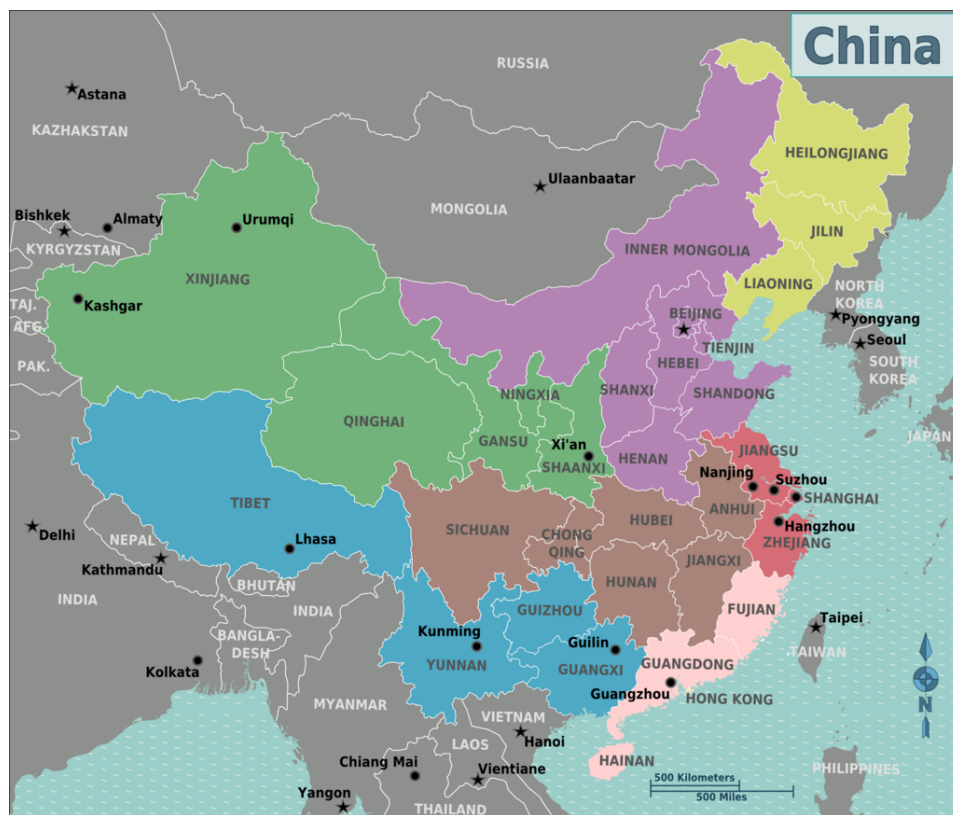 China
RUSSIA
Astana
KAZHAKSTAN
HEILONGJIANG
Ulaanbaatar
MONGOLIA
Bishkek
Almaty
Urumqi
KYRGYZSTAN
JILIN
INNER MONGOLIA
XINJIANG
LIAONING
NORTH
KOREA
Kashgar
TAJ.
AFG.
PAK.
BEIJING
Pyongyang
TIENJIN
Seoul
HEBEI
SOUTH
KOREA
NINGXIA
SHANXI
SHANDONG
QINGHAI
GANSU
Xi'an
SHAANXI
HENAN
JIANGSU
JAPAN
Nanjing
Suzhou
SHANGHAI
TIBET
ANHUI
SICHUAN
HUBEI
Hangzhou
ZHEJIANG
CHONG
QING
Delhi
NEPAL
Lhasa
Kathmandu
JIANGXI
HUNAN
BHUTAN
INDIA
INDIA
GUIZHOU
FUJIAN
Taipei
TAIWAN
BANGLA-
DESH
Kunming
YUNNAN
Guilin
GUANGXI
GUANGDONG
Kolkata
Guangzhou
HONG KONG
N
MYANMAR
VIETNAM
Hanoi
LAOS
HAINAN
Chiang Mai
Vientiane
PHILIPPINES
500 Kilometers
500 Miles
Yangon
THAILAND